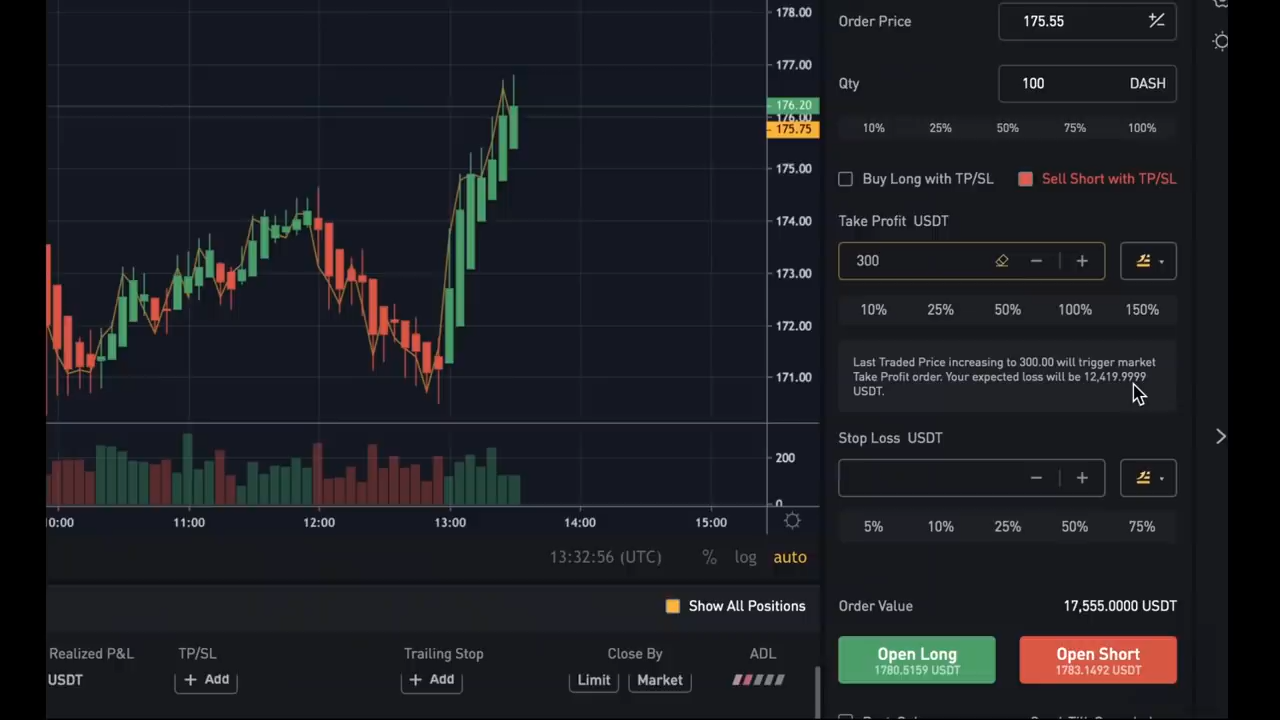 178.00
177.00
176.20
176.00
175.75
175.00
174.00
173.00
172.00
171.00
200
0
10:00 11:00 12:00 13:00 14:00 15:00
13:32:56 (UTC) % log auto
Show All Positions
Realized P&L TP/SL Trailing Stop Close By ADL
USDT + Add + Add Limit Market
Order Price 175.55
Qty 100 DASH
10% 25% 50% 75% 100%
Buy Long with TP/SL Sell Short with TP/SL
Take Profit USDT
300
10% 25% 50% 100% 150%
Last Traded Price increasing to 300.00 will trigger market
Take Profit order. Your expected loss will be 12,419.9999
USDT.
Stop Loss USDT
5% 10% 25% 50% 75%
Order Value 17,555.0000 USDT
Open Long Open Short
1780.5159 USDT 1783.1492 USDT